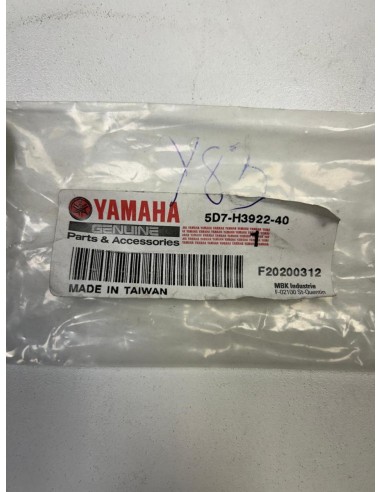 YAMAHA
GENUINE
Parts & Accessories
5D7-H3922-40
1
F20200312
MBK Industrie
F-02100 St-Quentin
MADE IN TAIWAN